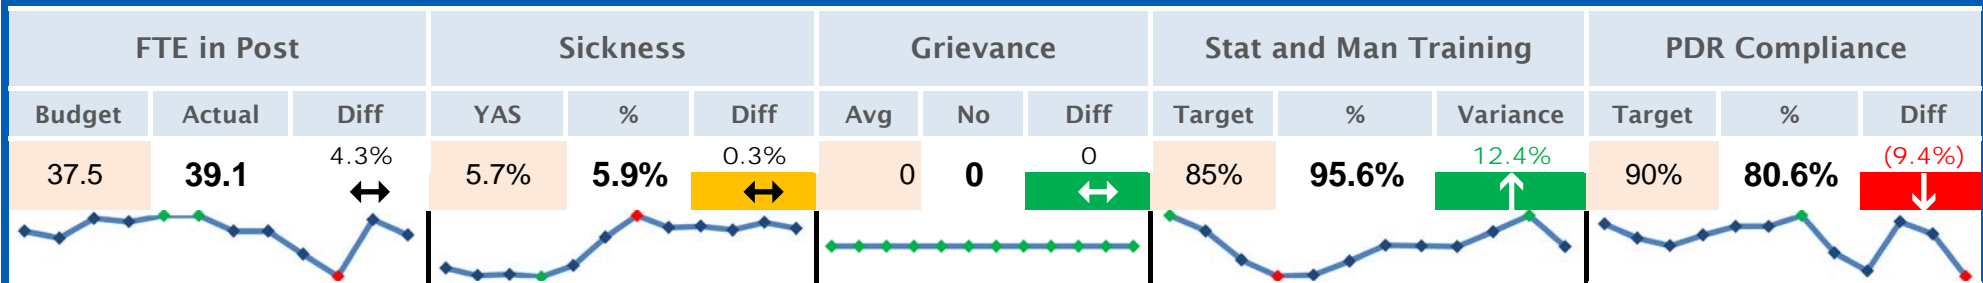 FTE in Post Sickness Grievance Stat and Man Training PDR Compliance
Budget Actual Diff YAS % Diff Avg No Diff Target % Variance Target % Diff
4.3% 0.3% 0 12.4% (9.4%)
37.5 39.1 5.7% 5.9% 0 0 85% 95.6% 90% 80.6%